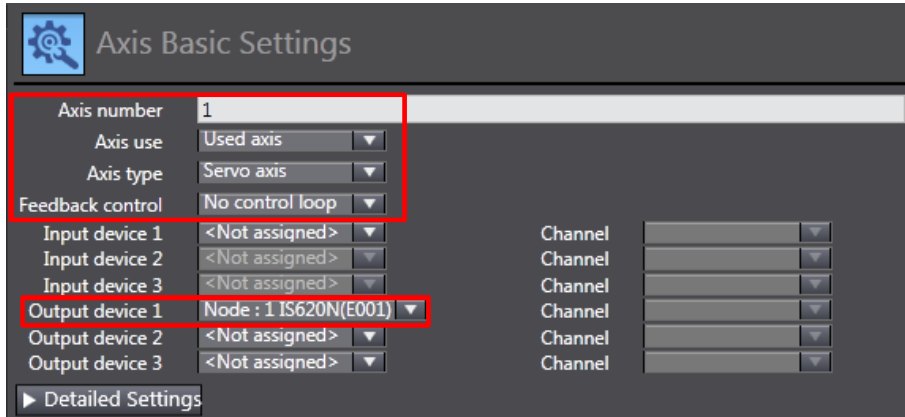 Axis Basic Settings
Axis number 1
Axis use Used axis
Axis type Servo axis
Feedback control No control loop
Input device 1 <Not assigned> Channel
Input device 2 <Not assigned> Channel
Input device 3 <Not assigned> Channel
Output device 1 Node : 1 IS620N(E001) Channel
Output device 2 <Not assigned> Channel
Output device 3 <Not assigned> Channel
Detailed Settings